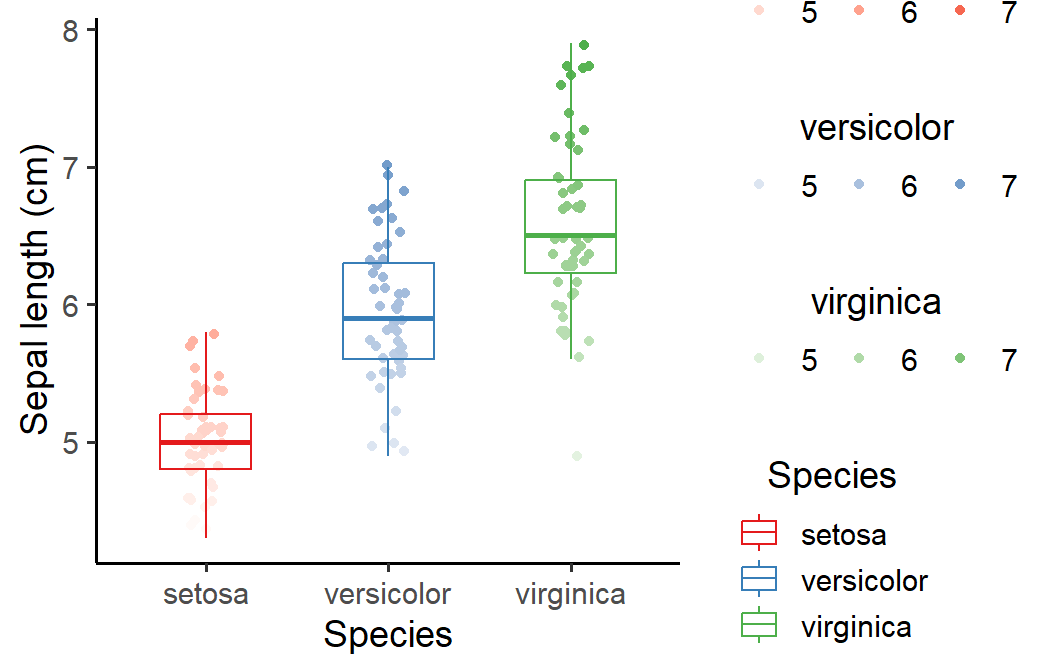 8
7
6
5
Sepal length (cm)
setosa versicolor virginica
Species
5 6 7
versicolor
5 6 7
virginica
5 6 7
Species
setosa
versicolor
virginica